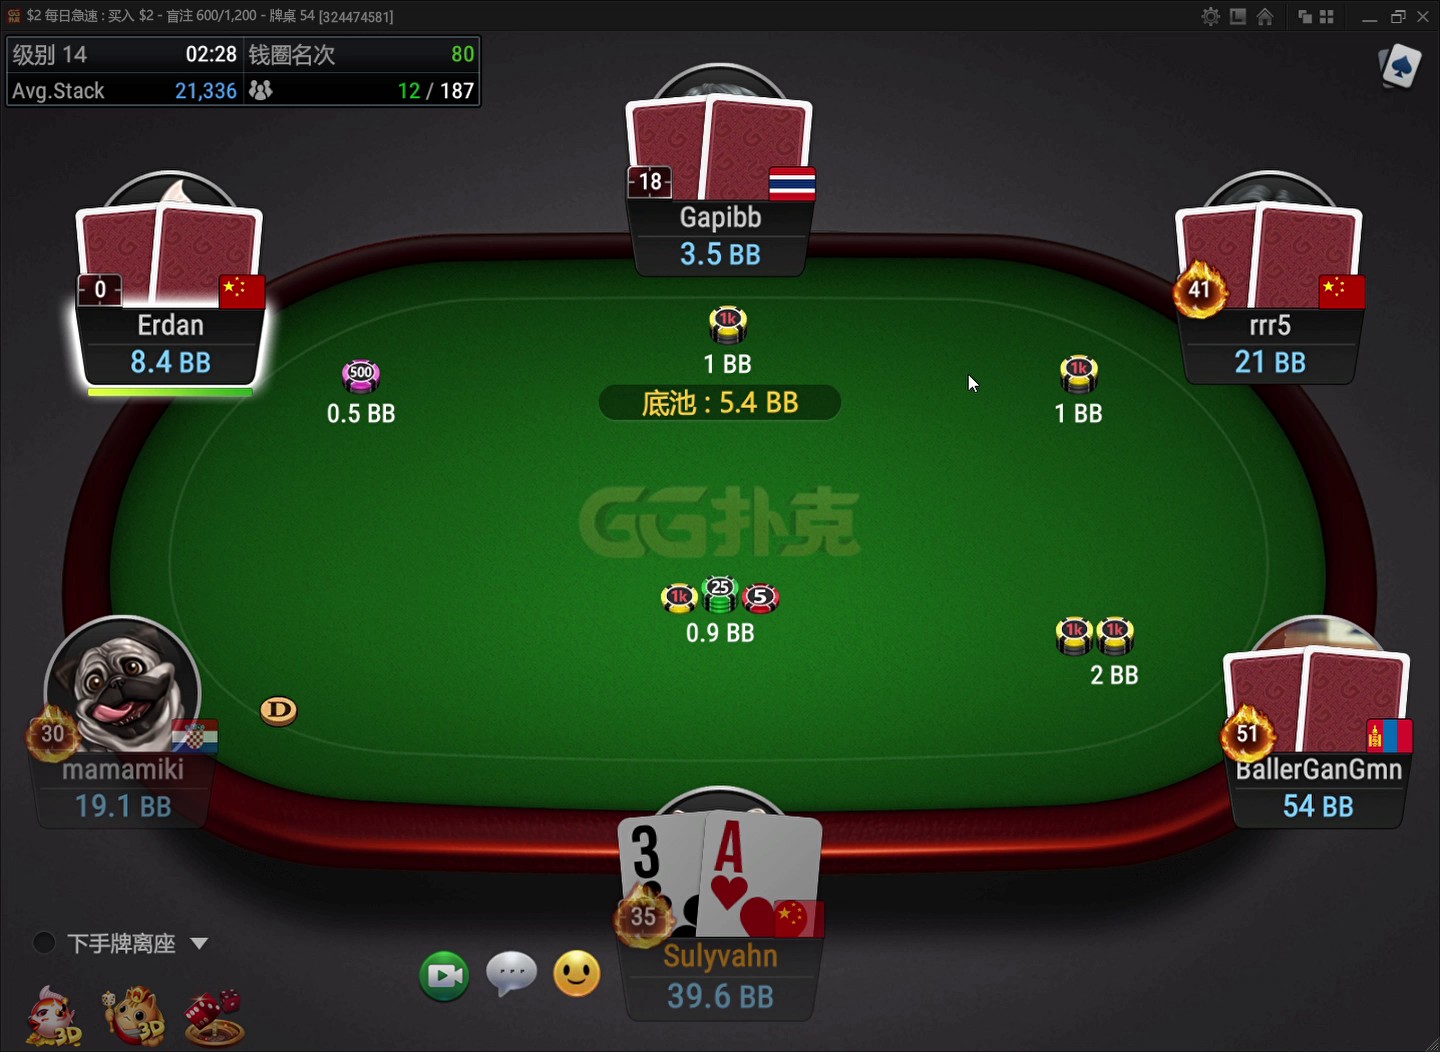 $2 每日急速 : 买入 $2 - 盲注 600/1,200 - 牌桌 54 [324474581]
级别 14 02:28 钱圈名次 80
Avg.Stack 21,336 12 / 187
18
Gapibb
3.5 BB
0
Erdan
8.4 BB
41
rrr5
21 BB
1k
1 BB
500
0.5 BB
1k
1 BB
底池 : 5.4 BB
GG扑克
1k 25 5
0.9 BB
1k 1k
2 BB
D
30
mamamiki
19.1 BB
51
BallerGanGmn
54 BB
3 A
35
Sulyvahn
39.6 BB
下手牌离座
3D 3D